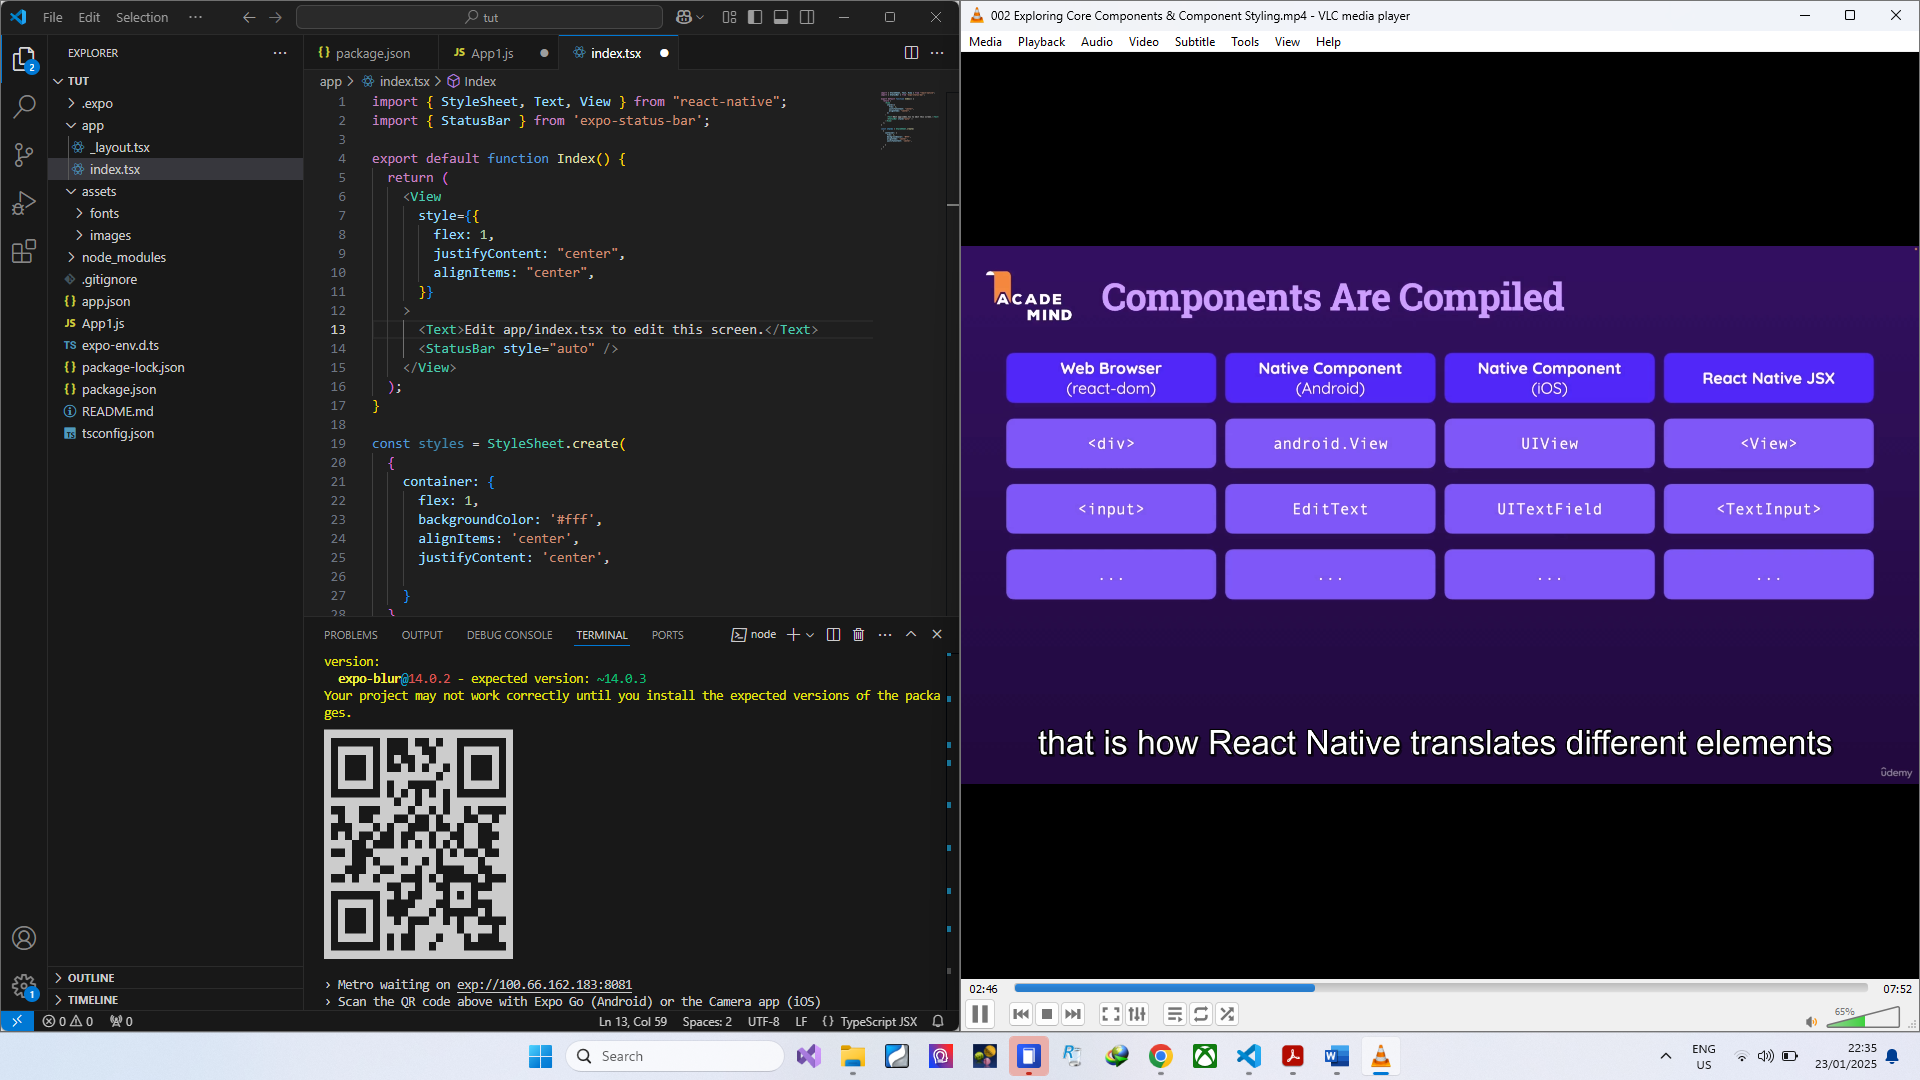 File Edit Selection ··· tut
EXPLORER
TUT
.expo
app
_layout.tsx
index.tsx
assets
fonts
images
node_modules
.gitignore
{} app.json
JS App1.js
TS expo-env.d.ts
{} package-lock.json
{} package.json
README.md
tsconfig.json
OUTLINE
TIMELINE
2
1
{} package.json JS App1.js index.tsx
app > index.tsx > Index
1 import { StyleSheet, Text, View } from "react-native";
2 import { StatusBar } from 'expo-status-bar';
3
4 export default function Index() {
5 return (
6 <View
7 style={{
8 flex: 1,
9 justifyContent: "center",
10 alignItems: "center",
11 }}
12 >
13 <Text>Edit app/index.tsx to edit this screen.</Text>
14 <StatusBar style="auto" />
15 </View>
16 );
17 }
18
19 const styles = StyleSheet.create(
20 {
21 container: {
22 flex: 1,
23 backgroundColor: '#fff',
24 alignItems: 'center',
25 justifyContent: 'center',
26
27 }
28 }
PROBLEMS OUTPUT DEBUG CONSOLE TERMINAL PORTS node
version:
expo-blur@14.0.2 - expected version: ~14.0.3
Your project may not work correctly until you install the expected versions of the packa
ges.
› Metro waiting on exp://100.66.162.183:8081
› Scan the QR code above with Expo Go (Android) or the Camera app (iOS)
0 0 0 Ln 13, Col 59 Spaces: 2 UTF-8 LF {} TypeScript JSX
002 Exploring Core Components & Component Styling.mp4 - VLC media player
Media Playback Audio Video Subtitle Tools View Help
ACADE
MIND
Components Are Compiled
Web Browser
(react-dom)
Native Component
(Android)
Native Component
(iOS)
React Native JSX
<div> android.View UIView <View>
<input> EditText UITextField <TextInput>
... ... ... ...
that is how React Native translates different elements
ûdemy
02:46 07:52
65%
Search
ENG
US
22:35
23/01/2025